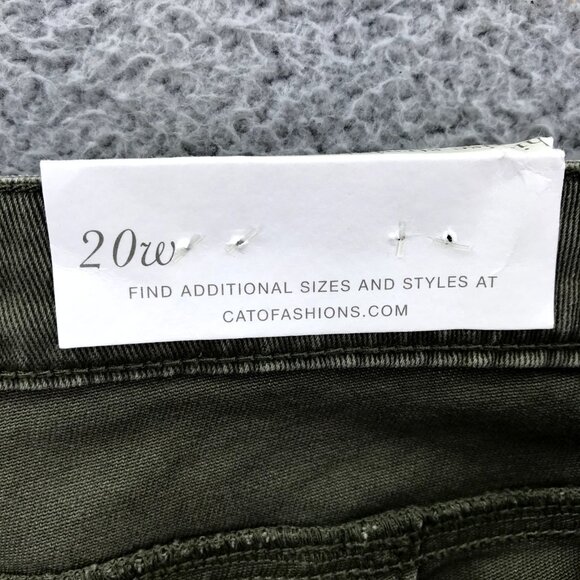 20w
FIND ADDITIONAL SIZES AND STYLES AT
CATOFASHIONS.COM